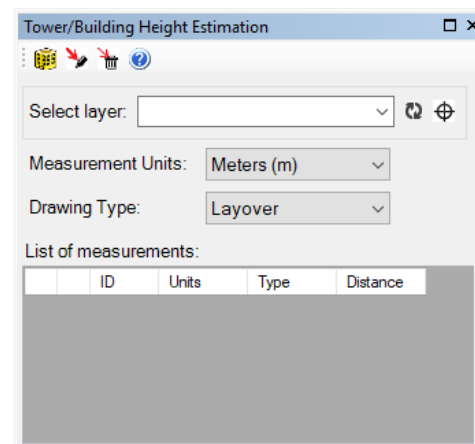 Tower/Building Height Estimation
Select layer:
Measurement Units: Meters (m)
Drawing Type: Layover
List of measurements:
ID Units Type Distance